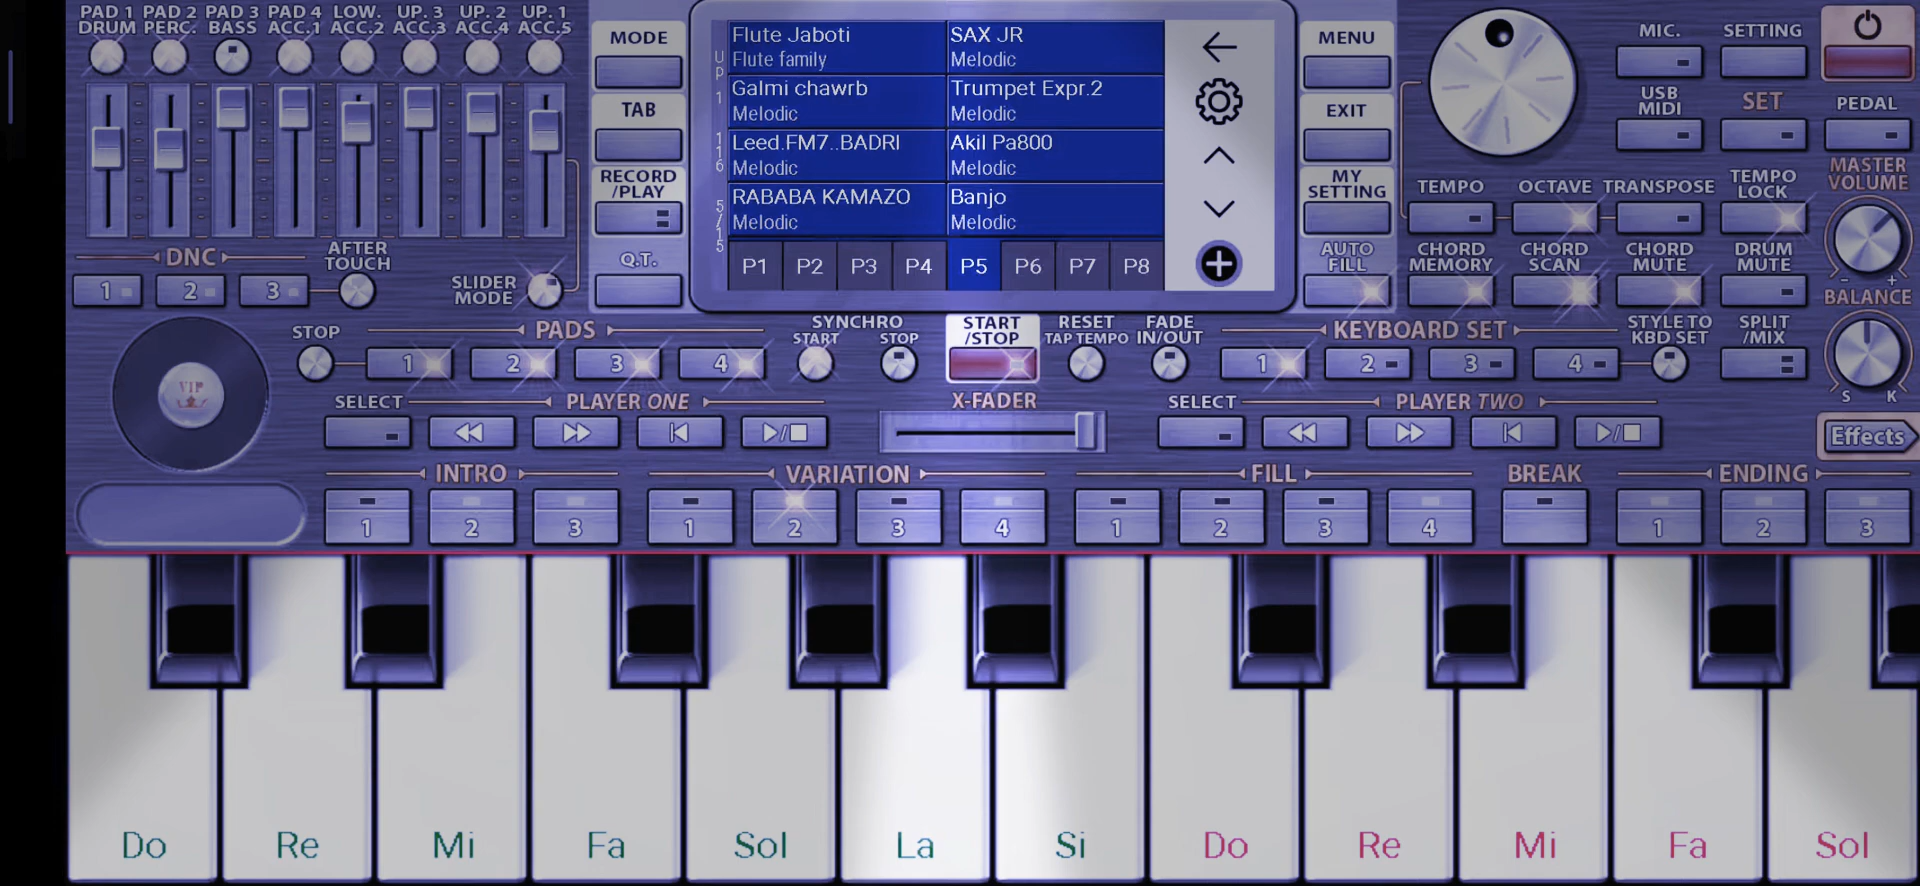 PAD 1 PAD 2 PAD 3 PAD 4 LOW. UP. 3 UP. 2 UP. 1
DRUM PERC. BASS ACC.1 ACC.2 ACC.3 ACC.4 ACC.5
MODE
TAB
RECORD
/PLAY
Q.T.
UP 1
116
5/15
Flute Jaboti
Flute family
SAX JR
Melodic
Galmi chawrb
Melodic
Trumpet Expr.2
Melodic
Leed.FM7..BADRI
Melodic
Akil Pa800
Melodic
RABABA KAMAZO
Melodic
Banjo
Melodic
P1 P2 P3 P4 P5 P6 P7 P8
MENU
EXIT
MY
SETTING
AUTO
FILL
MIC. SETTING
USB
MIDI
SET
PEDAL
MASTER
VOLUME
TEMPO OCTAVE TRANSPOSE TEMPO
LOCK
CHORD
MEMORY
CHORD
SCAN
CHORD
MUTE
DRUM
MUTE
- +
BALANCE
S K
DNC
AFTER
TOUCH
1 2 3
SLIDER
MODE
STOP
PADS
1 2 3 4
SYNCHRO
START STOP
START
/STOP
RESET
TAP TEMPO
FADE
IN/OUT
KEYBOARD SET
1 2 3 4
STYLE TO
KBD SET
SPLIT
/MIX
VIP
SELECT PLAYER ONE
X-FADER
SELECT PLAYER TWO
Effects
INTRO VARIATION FILL BREAK ENDING
1 2 3 1 2 3 4 1 2 3 4 1 2 3
Do Re Mi Fa Sol La Si Do Re Mi Fa Sol